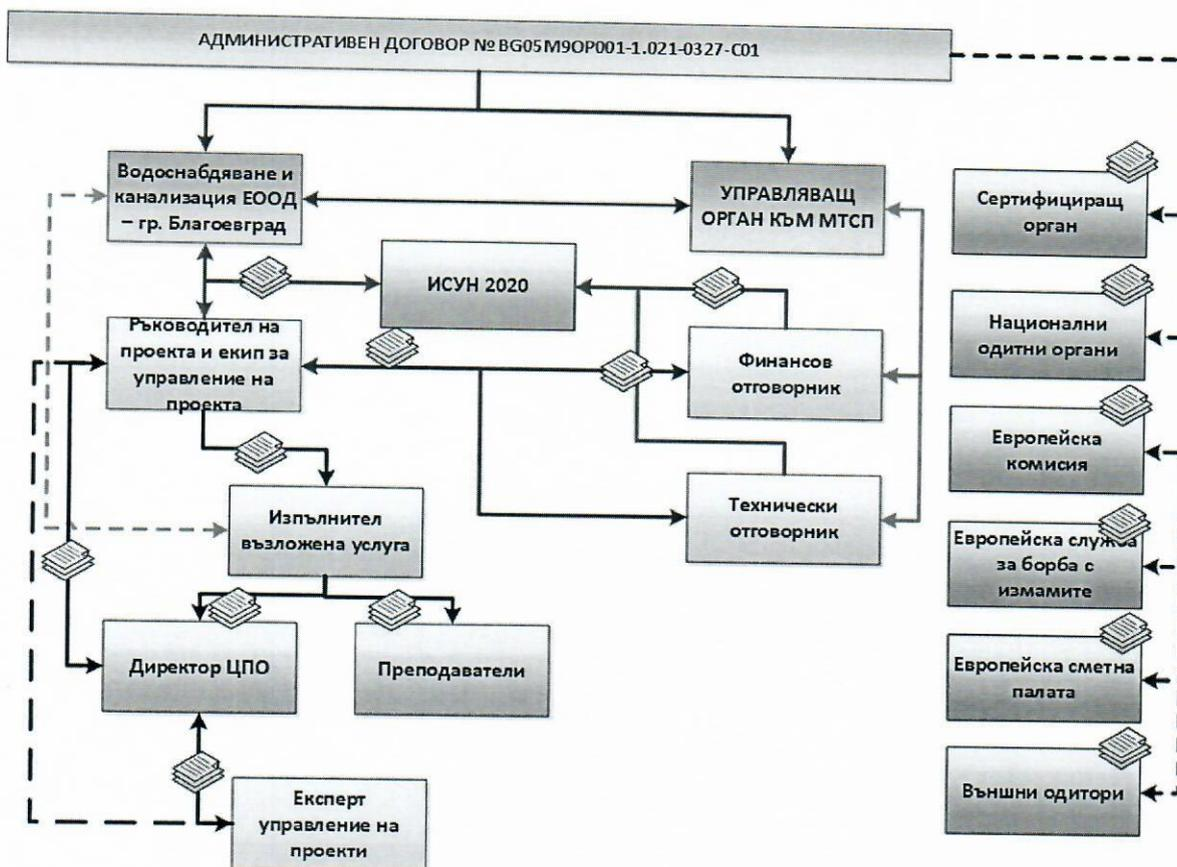 АДМИНИСТРАТИВЕН ДОГОВОР № BG05M9OP001-1.021-0327-C01
Водоснабдяване и
канализация ЕООД
– гр. Благоевград
УПРАВЛЯВАЩ
ОРГАН КЪМ МТСП
Сертифициращ
орган
ИСУН 2020
Национални
одитни органи
Ръководител на
проекта и екип за
управление на
проекта
Финансов
отговорник
Европейска
комисия
Изпълнител
възложена услуга
Технически
отговорник
Европейска служба
за борба с
измамите
Директор ЦПО
Преподаватели
Европейска сметна
палата
Експерт
управление на
проекти
Външни одитори